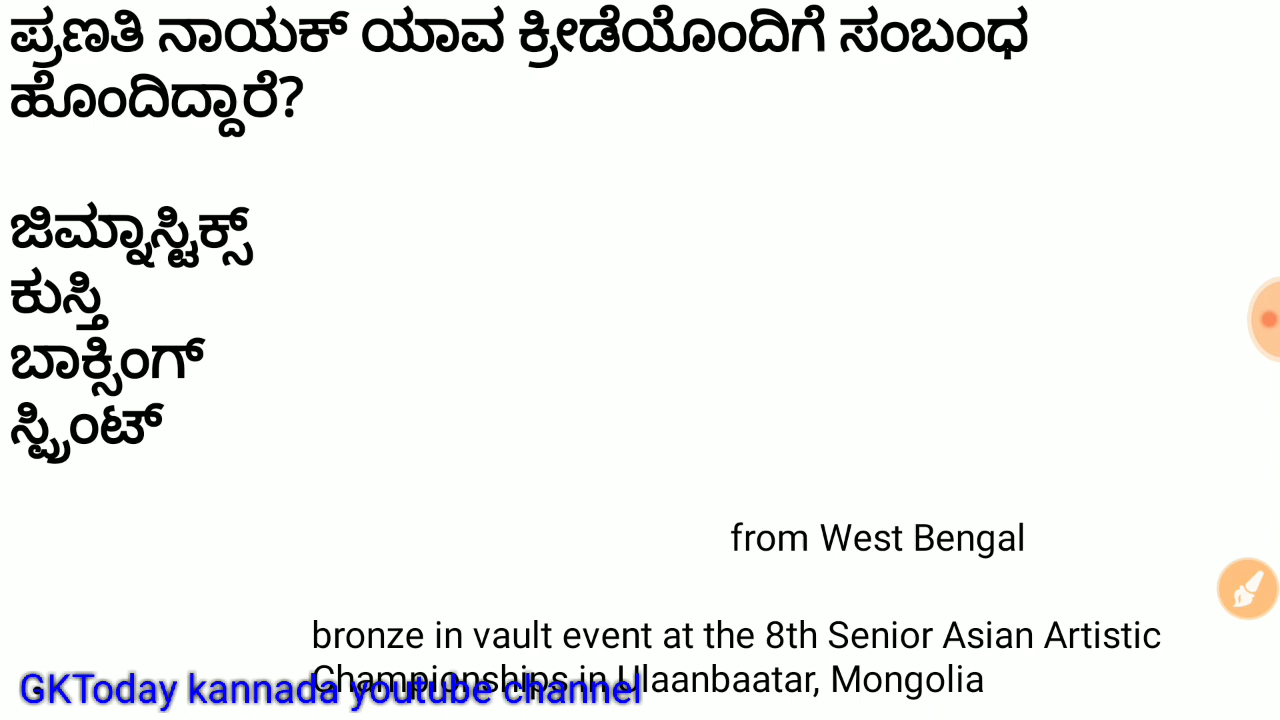 ಪ್ರಣತಿ ನಾಯಕ್ ಯಾವ ಕ್ರೀಡೆಯೊಂದಿಗೆ ಸಂಬಂಧ
ಹೊಂದಿದ್ದಾರೆ?
ಜಿಮ್ನಾಸ್ಟಿಕ್ಸ್
ಕುಸ್ತಿ
ಬಾಕ್ಸಿಂಗ್
ಸ್ಪ್ರಿಂಟ್
from West Bengal
bronze in vault event at the 8th Senior Asian Artistic
Championships in Ulaanbaatar, Mongolia
GKToday kannada youtube channel